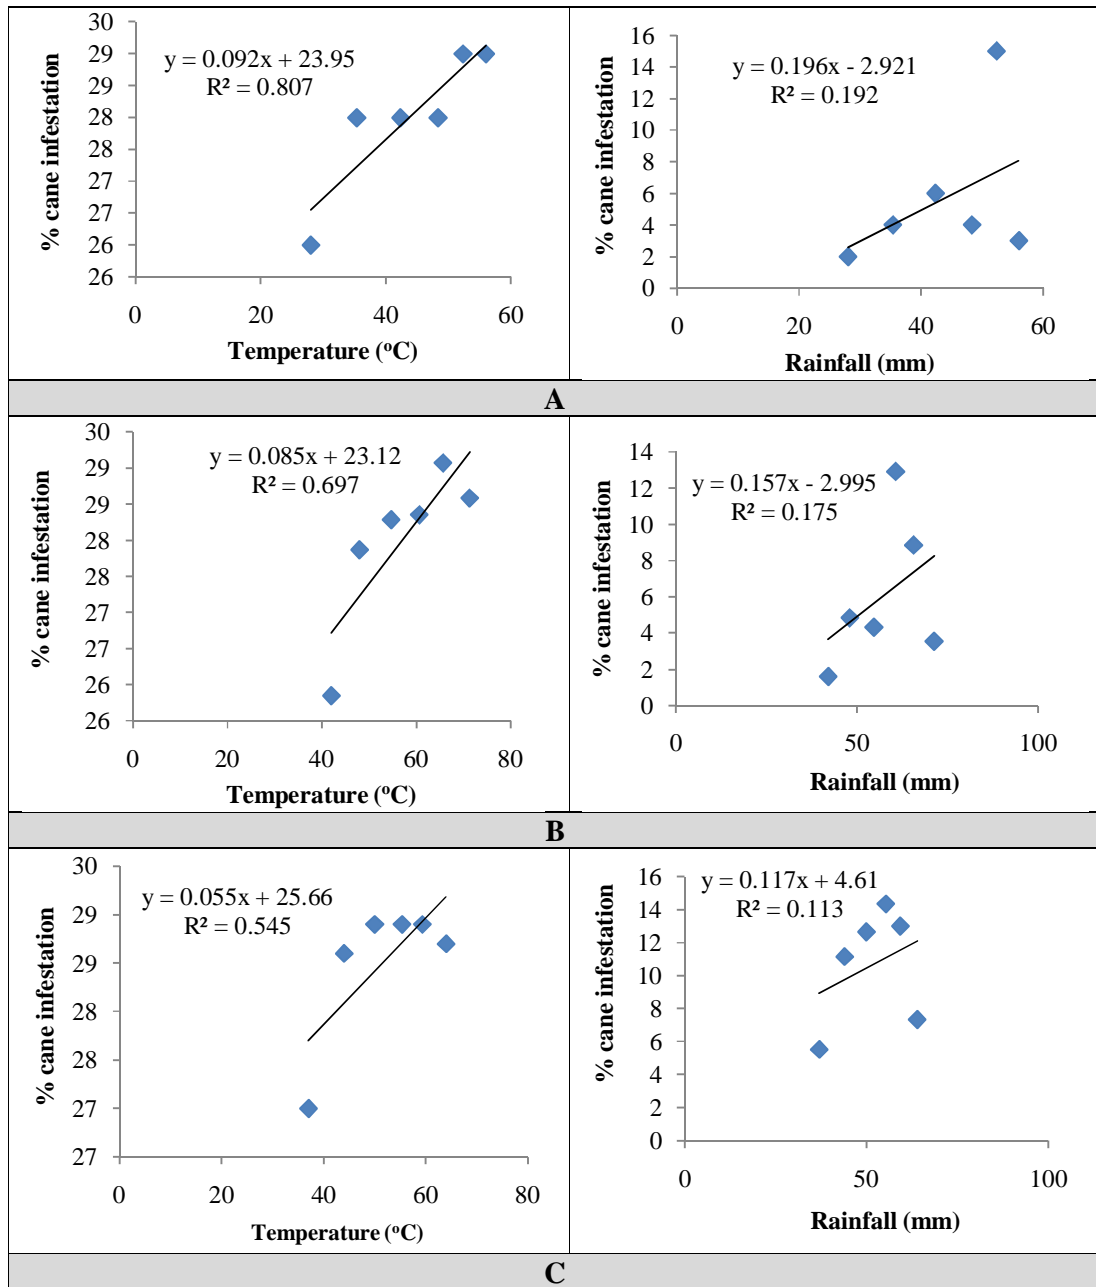 30
29
29
28
28
27
27
26
26
% cane infestation
y = 0.092x + 23.95
R² = 0.807
0 20 40 60
Temperature (ºC)
16
14
12
10
8
6
4
2
0
% cane infestation
y = 0.196x - 2.921
R² = 0.192
0 20 40 60
Rainfall (mm)
A
30
29
29
28
28
27
27
26
26
% cane infestation
y = 0.085x + 23.12
R² = 0.697
0 20 40 60 80
Temperature (ºC)
14
12
10
8
6
4
2
0
% cane infestation
y = 0.157x - 2.995
R² = 0.175
0 50 100
Rainfall (mm)
B
30
29
29
28
28
27
27
% cane infestation
y = 0.055x + 25.66
R² = 0.545
0 20 40 60 80
Temperature (ºC)
16
14
12
10
8
6
4
2
0
% cane infestation
y = 0.117x + 4.61
R² = 0.113
0 50 100
Rainfall (mm)
C